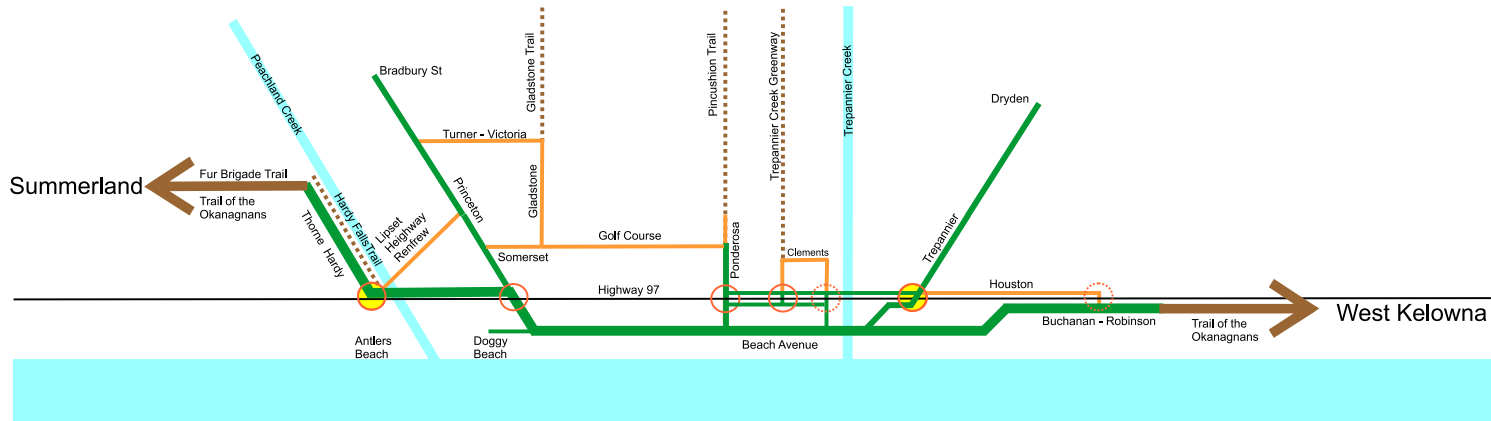 Peachland Creek
Bradbury St
Gladstone Trail
Pincushion Trail
Trepannier Creek Greenway
Trepannier Creek
Dryden
Turner - Victoria
Summerland
Fur Brigade Trail
Trail of the
Okanagnans
Thorne Hardy
Hardy FallsTrail
Lipset
Heighway
Renfrew
Princeton
Gladstone
Somerset
Golf Course
Ponderosa
Clements
Trepannier
Highway 97
Houston
Antlers
Beach
Doggy
Beach
Beach Avenue
Buchanan - Robinson
Trail of the
Okanagnans
West Kelowna